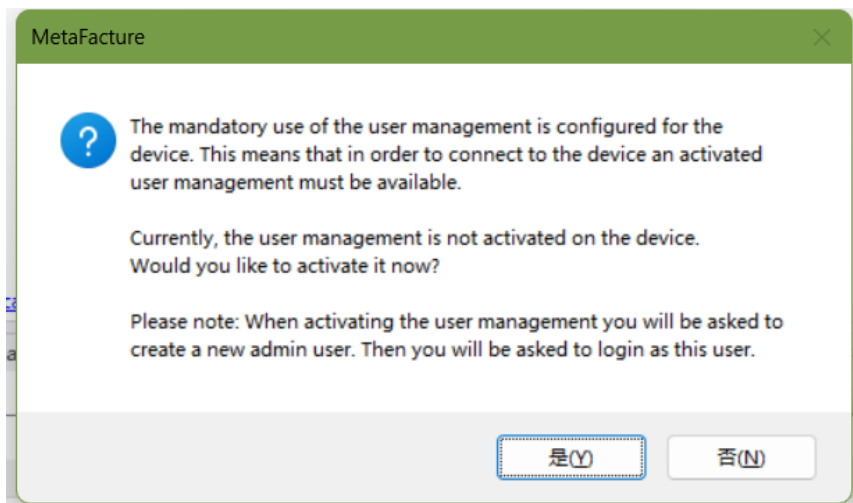 MetaFacture
The mandatory use of the user management is configured for the
device. This means that in order to connect to the device an activated
user management must be available.
Currently, the user management is not activated on the device.
Would you like to activate it now?
Please note: When activating the user management you will be asked to
create a new admin user. Then you will be asked to login as this user.
是(Y)
否(N)